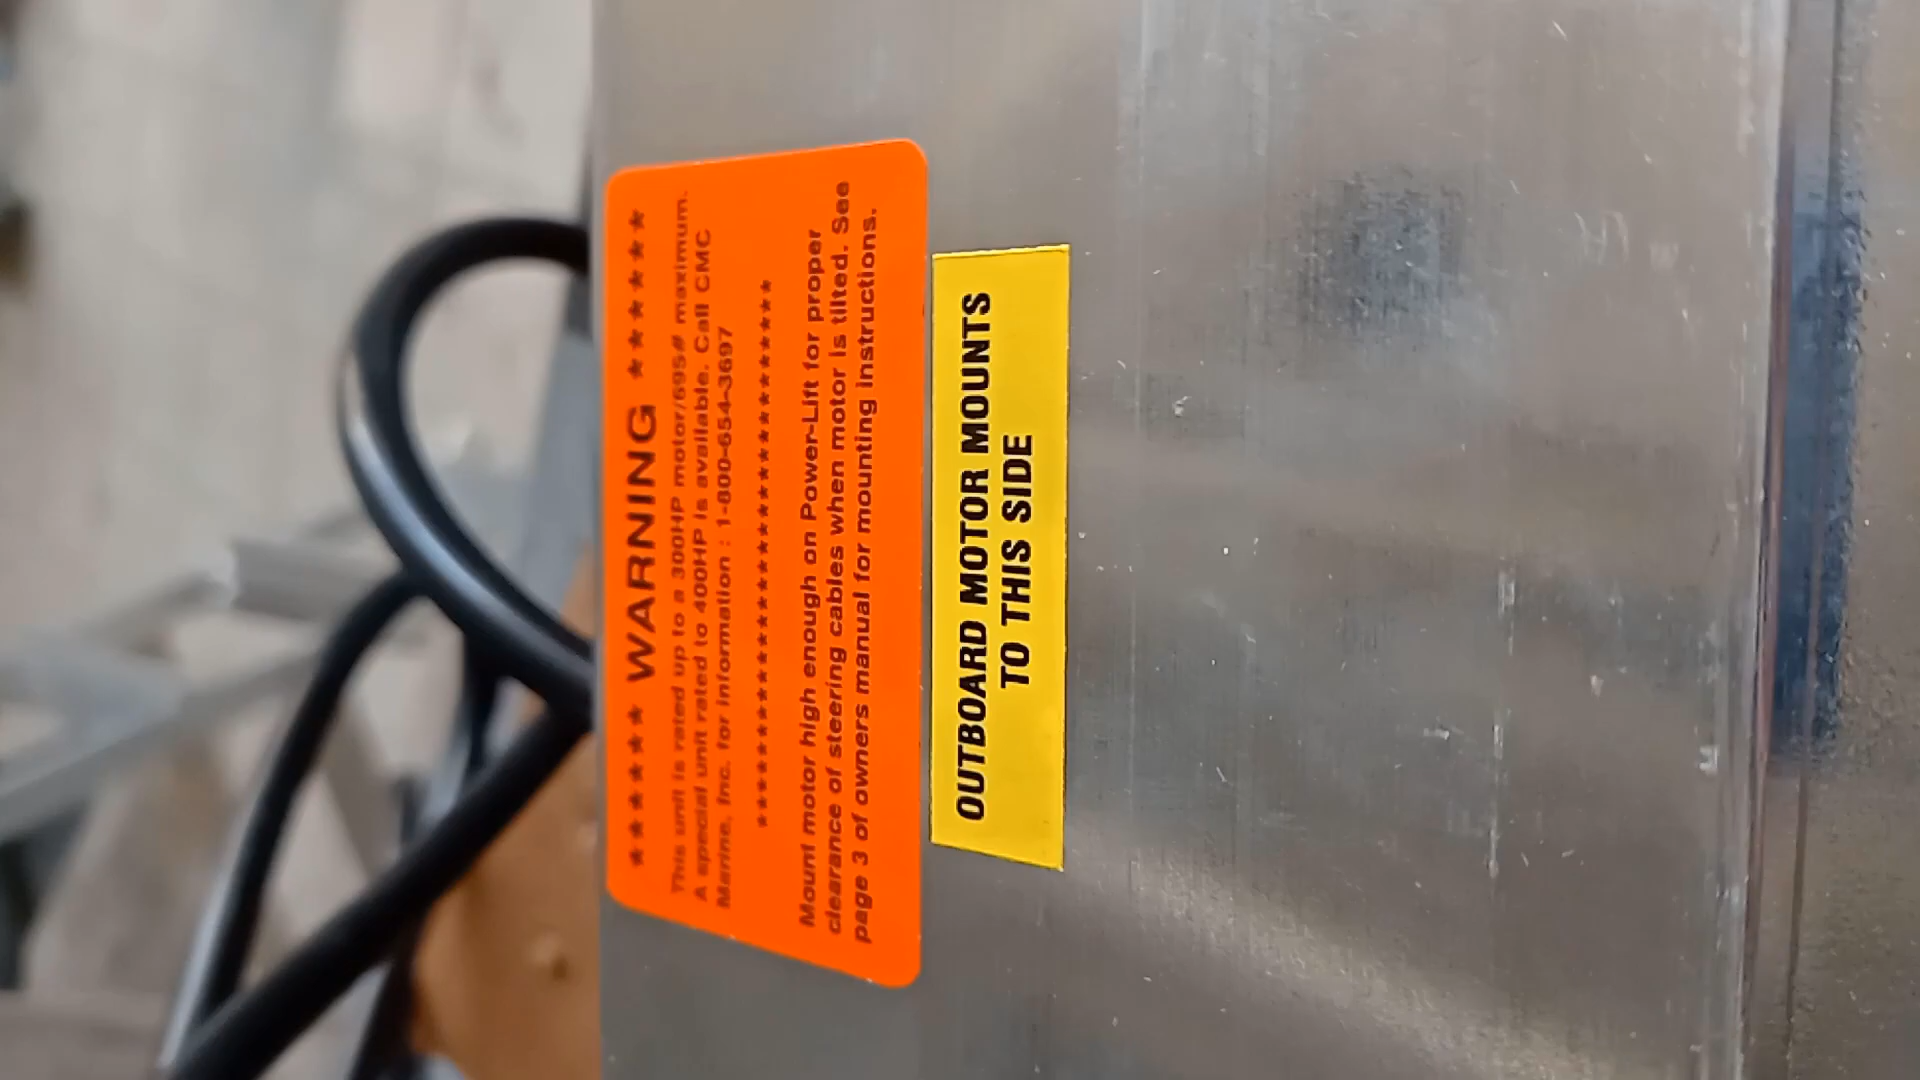 ***** WARNING *****
This unit is rated up to a 300HP motor/695# maximum.
A special unit rated to 400HP is available. Call CMC
Marine, Inc. for information : 1-800-654-3697
******************************
Mount motor high enough on Power-Lift for proper
clearance of steering cables when motor is tilted. See
page 3 of owners manual for mounting instructions.
OUTBOARD MOTOR MOUNTS
TO THIS SIDE